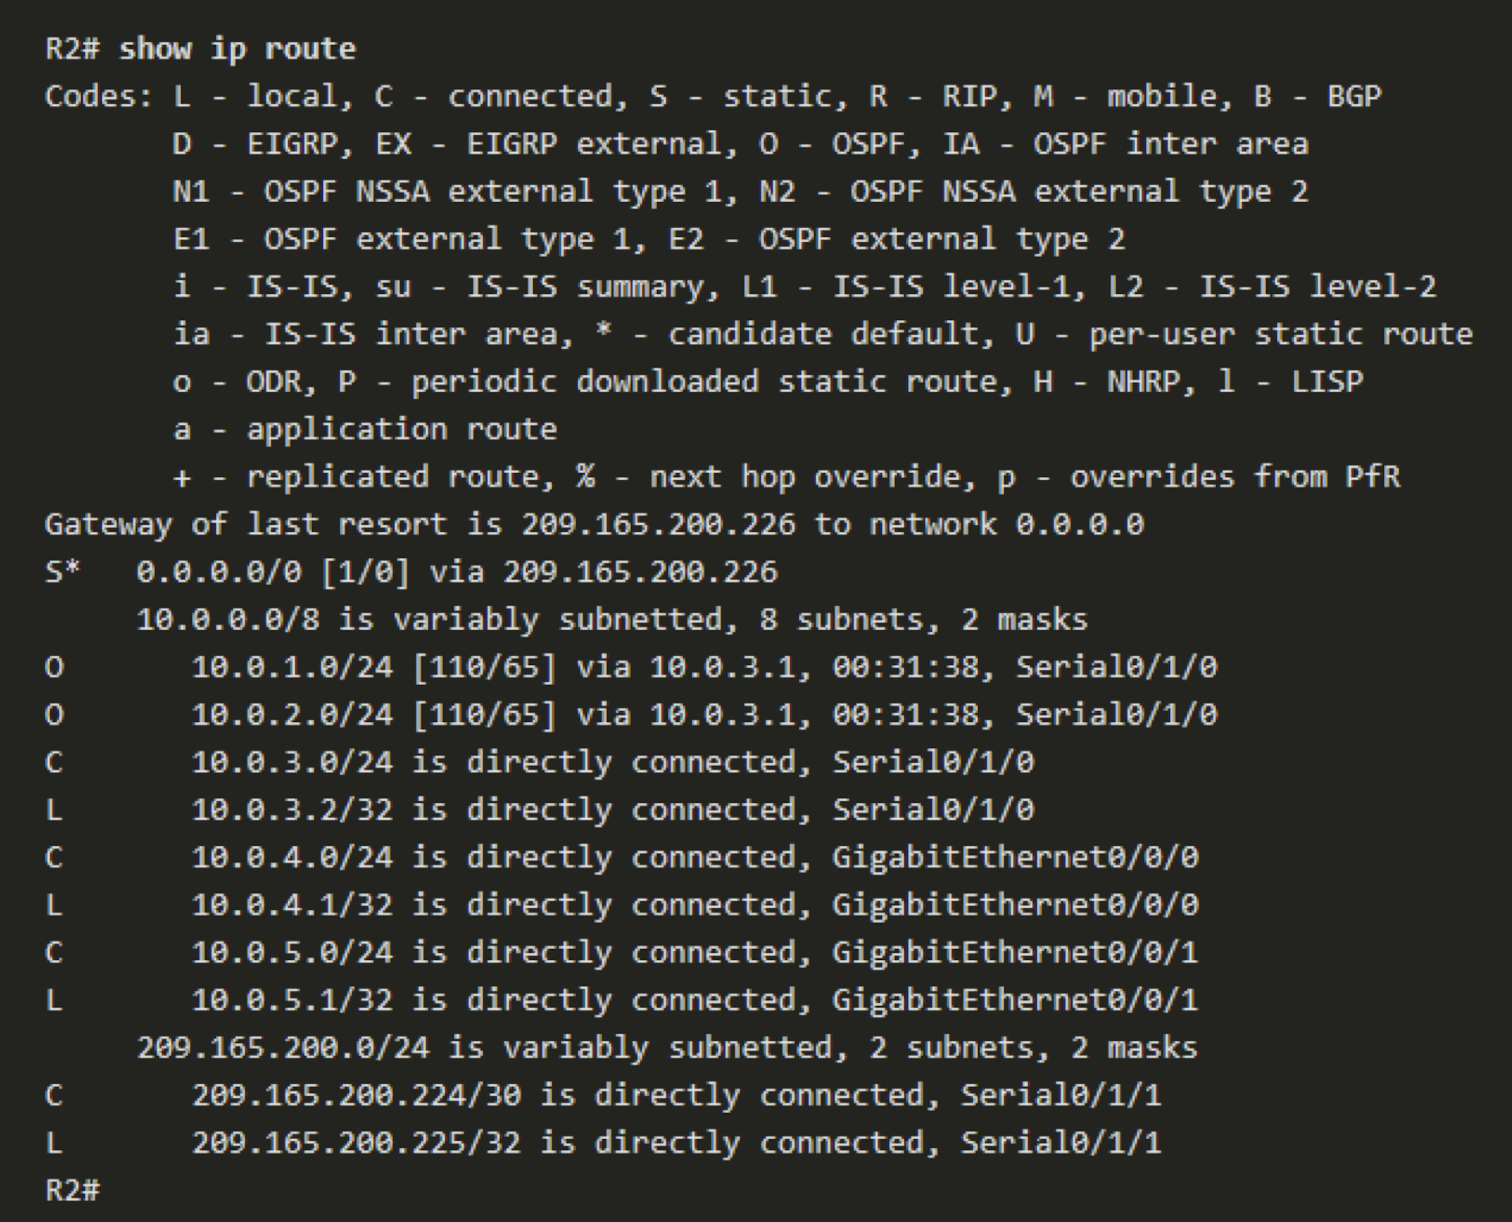 R2# show ip route
Codes: L - local, C - connected, S - static, R - RIP, M - mobile, B - BGP
D - EIGRP, EX - EIGRP external, O - OSPF, IA - OSPF inter area
N1 - OSPF NSSA external type 1, N2 - OSPF NSSA external type 2
E1 - OSPF external type 1, E2 - OSPF external type 2
i - IS-IS, su - IS-IS summary, L1 - IS-IS level-1, L2 - IS-IS level-2
ia - IS-IS inter area, * - candidate default, U - per-user static route
o - ODR, P - periodic downloaded static route, H - NHRP, l - LISP
a - application route
+ - replicated route, % - next hop override, p - overrides from PfR
Gateway of last resort is 209.165.200.226 to network 0.0.0.0
S* 0.0.0.0/0 [1/0] via 209.165.200.226
10.0.0.0/8 is variably subnetted, 8 subnets, 2 masks
O 10.0.1.0/24 [110/65] via 10.0.3.1, 00:31:38, Serial0/1/0
O 10.0.2.0/24 [110/65] via 10.0.3.1, 00:31:38, Serial0/1/0
C 10.0.3.0/24 is directly connected, Serial0/1/0
L 10.0.3.2/32 is directly connected, Serial0/1/0
C 10.0.4.0/24 is directly connected, GigabitEthernet0/0/0
L 10.0.4.1/32 is directly connected, GigabitEthernet0/0/0
C 10.0.5.0/24 is directly connected, GigabitEthernet0/0/1
L 10.0.5.1/32 is directly connected, GigabitEthernet0/0/1
209.165.200.0/24 is variably subnetted, 2 subnets, 2 masks
C 209.165.200.224/30 is directly connected, Serial0/1/1
L 209.165.200.225/32 is directly connected, Serial0/1/1
R2#